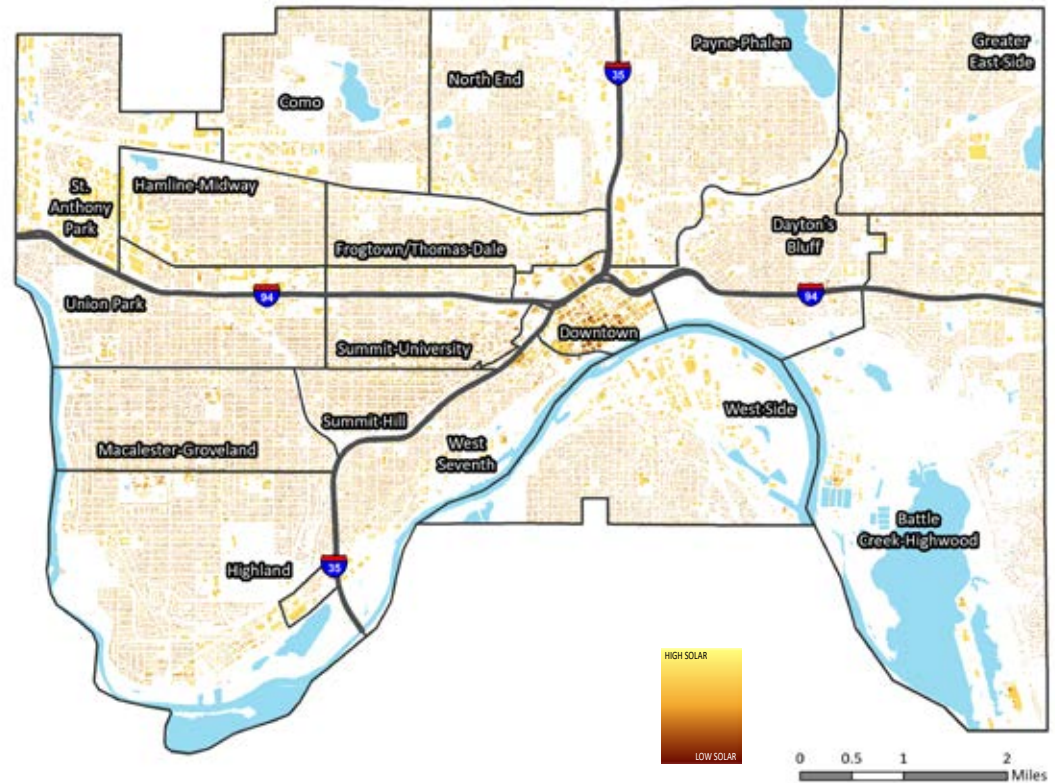 Payne-Phalen
Greater
East-Side
35
North End
Como
St.
Anthony
Park
Hamline-Midway
Dayton's
Bluff
Frogtown/Thomas-Dale
94
94
Union Park
Downtown
Summit-University
West-Side
Summit-Hill
Macalester-Groveland
West
Seventh
Battle
Creek-Highwood
Highland
35
HIGH SOLAR
LOW SOLAR
0 0.5 1 2
Miles